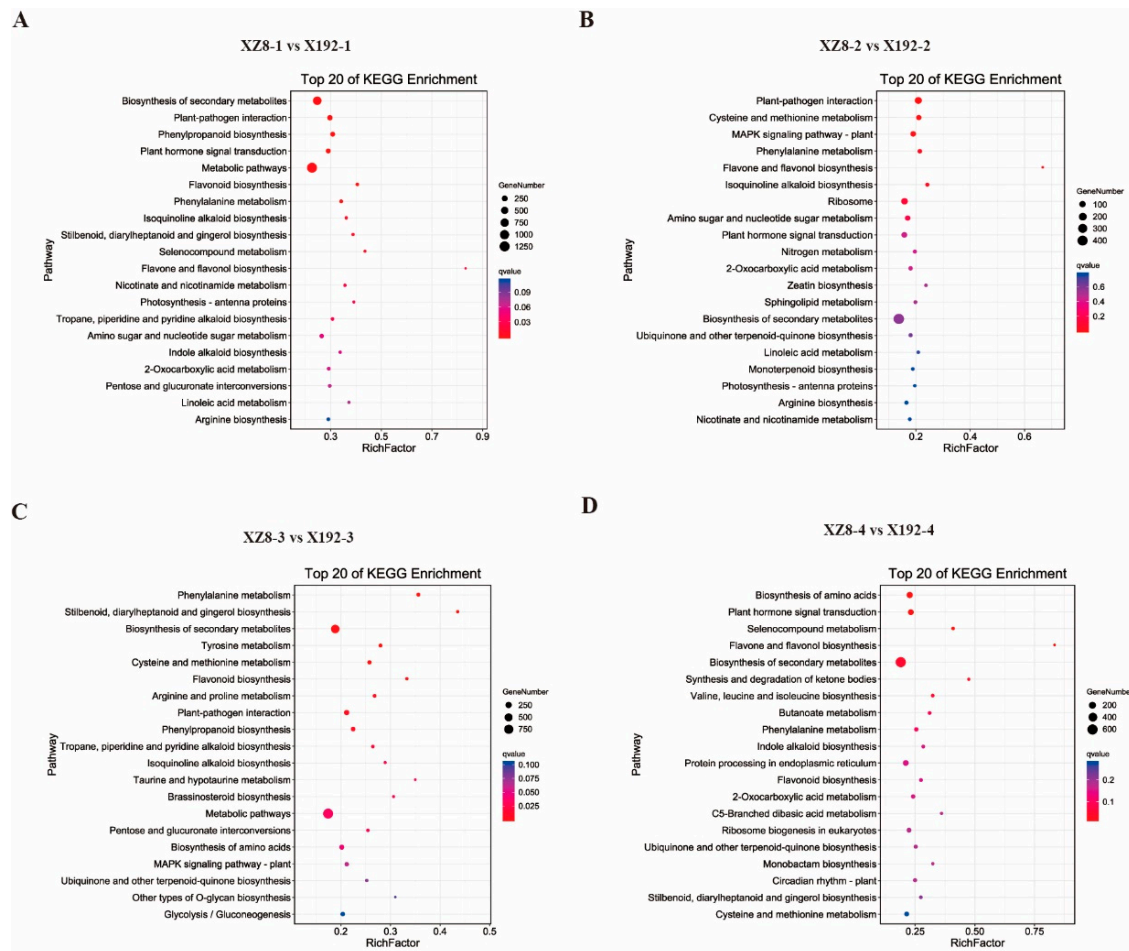 A
XZ8-1 vs X192-1
Top 20 of KEGG Enrichment
Pathway
Biosynthesis of secondary metabolites
Plant-pathogen interaction
Phenylpropanoid biosynthesis
Plant hormone signal transduction
Metabolic pathways
Flavonoid biosynthesis
Phenylalanine metabolism
Isoquinoline alkaloid biosynthesis
Stilbenoid, diarylheptanoid and gingerol biosynthesis
Selenocompound metabolism
Flavone and flavonol biosynthesis
Nicotinate and nicotinamide metabolism
Photosynthesis - antenna proteins
Tropane, piperidine and pyridine alkaloid biosynthesis
Amino sugar and nucleotide sugar metabolism
Indole alkaloid biosynthesis
2-Oxocarboxylic acid metabolism
Pentose and glucuronate interconversions
Linoleic acid metabolism
Arginine biosynthesis
0.3 0.5 0.7 0.9
RichFactor
GeneNumber
250
500
750
1000
1250
qvalue
0.09
0.06
0.03
B
XZ8-2 vs X192-2
Top 20 of KEGG Enrichment
Pathway
Plant-pathogen interaction
Cysteine and methionine metabolism
MAPK signaling pathway - plant
Phenylalanine metabolism
Flavone and flavonol biosynthesis
Isoquinoline alkaloid biosynthesis
Ribosome
Amino sugar and nucleotide sugar metabolism
Plant hormone signal transduction
Nitrogen metabolism
2-Oxocarboxylic acid metabolism
Zeatin biosynthesis
Sphingolipid metabolism
Biosynthesis of secondary metabolites
Ubiquinone and other terpenoid-quinone biosynthesis
Linoleic acid metabolism
Monoterpenoid biosynthesis
Photosynthesis - antenna proteins
Arginine biosynthesis
Nicotinate and nicotinamide metabolism
0.2 0.4 0.6
RichFactor
GeneNumber
100
200
300
400
qvalue
0.6
0.4
0.2
C
XZ8-3 vs X192-3
Top 20 of KEGG Enrichment
Pathway
Phenylalanine metabolism
Stilbenoid, diarylheptanoid and gingerol biosynthesis
Biosynthesis of secondary metabolites
Tyrosine metabolism
Cysteine and methionine metabolism
Flavonoid biosynthesis
Arginine and proline metabolism
Plant-pathogen interaction
Phenylpropanoid biosynthesis
Tropane, piperidine and pyridine alkaloid biosynthesis
Isoquinoline alkaloid biosynthesis
Taurine and hypotaurine metabolism
Brassinosteroid biosynthesis
Metabolic pathways
Pentose and glucuronate interconversions
Biosynthesis of amino acids
MAPK signaling pathway - plant
Ubiquinone and other terpenoid-quinone biosynthesis
Other types of O-glycan biosynthesis
Glycolysis / Gluconeogenesis
0.1 0.2 0.3 0.4 0.5
RichFactor
GeneNumber
250
500
750
qvalue
0.100
0.075
0.050
0.025
D
XZ8-4 vs X192-4
Top 20 of KEGG Enrichment
Pathway
Biosynthesis of amino acids
Plant hormone signal transduction
Selenocompound metabolism
Flavone and flavonol biosynthesis
Biosynthesis of secondary metabolites
Synthesis and degradation of ketone bodies
Valine, leucine and isoleucine biosynthesis
Butanoate metabolism
Phenylalanine metabolism
Indole alkaloid biosynthesis
Protein processing in endoplasmic reticulum
Flavonoid biosynthesis
2-Oxocarboxylic acid metabolism
C5-Branched dibasic acid metabolism
Ribosome biogenesis in eukaryotes
Ubiquinone and other terpenoid-quinone biosynthesis
Monobactam biosynthesis
Circadian rhythm - plant
Stilbenoid, diarylheptanoid and gingerol biosynthesis
Cysteine and methionine metabolism
0.25 0.50 0.75
RichFactor
GeneNumber
200
400
600
qvalue
0.2
0.1